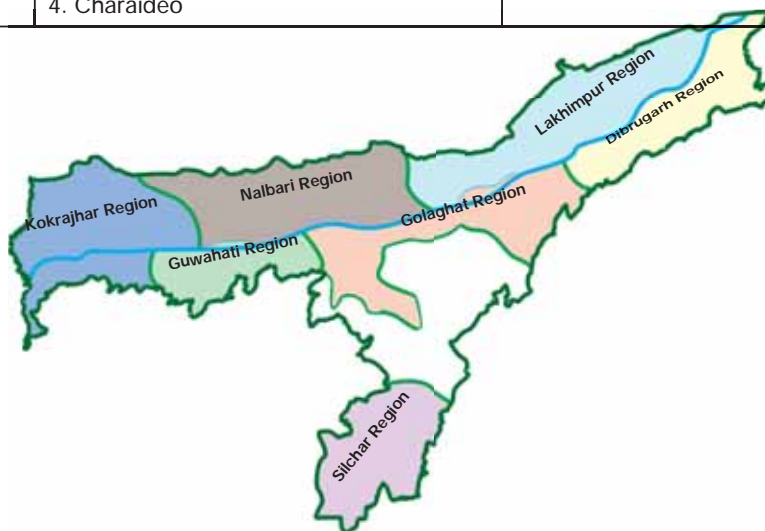 4. Charaideo
Lakhimpur Region
Dibrugarh Region
Nalbari Region
Kokrajhar Region
Golaghat Region
Guwahati Region
Silchar Region